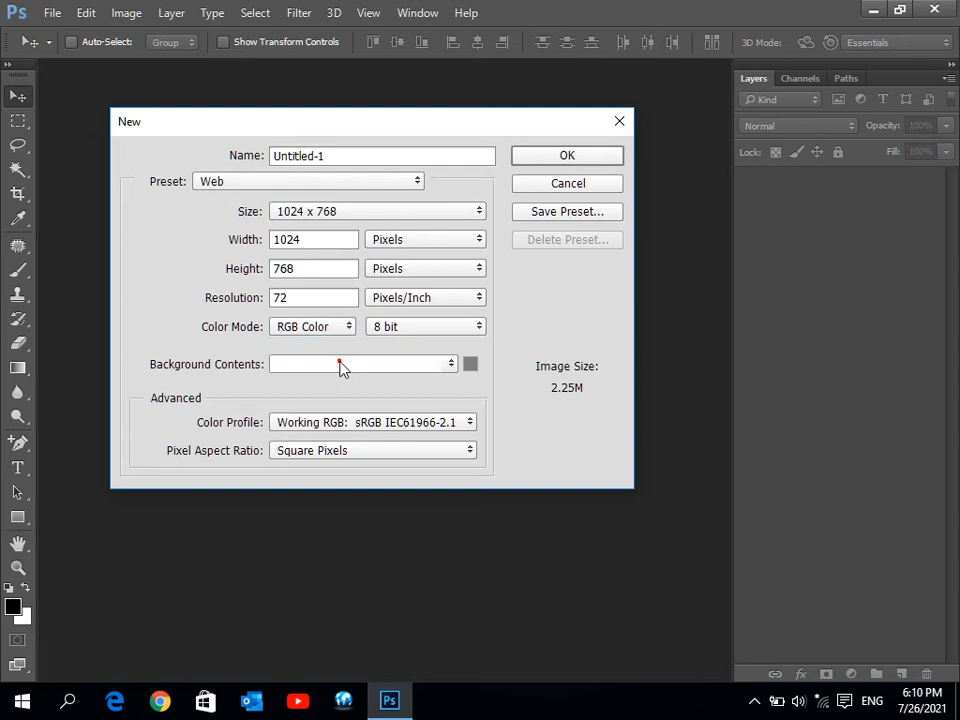 Ps File Edit Image Layer Type Select Filter 3D View Window Help
Auto-Select: Group Show Transform Controls 3D Mode: Essentials
Layers Channels Paths
Kind
Normal Opacity: 100%
Lock: Fill: 100%
New
Name: Untitled-1 OK
Preset: Web Cancel
Size: 1024 x 768 Save Preset...
Width: 1024 Pixels Delete Preset...
Height: 768 Pixels
Resolution: 72 Pixels/Inch
Color Mode: RGB Color 8 bit
Background Contents:
Image Size:
2.25M
Advanced
Color Profile: Working RGB: sRGB IEC61966-2.1
Pixel Aspect Ratio: Square Pixels
T
fx
Ps ENG 6:10 PM
7/26/2021